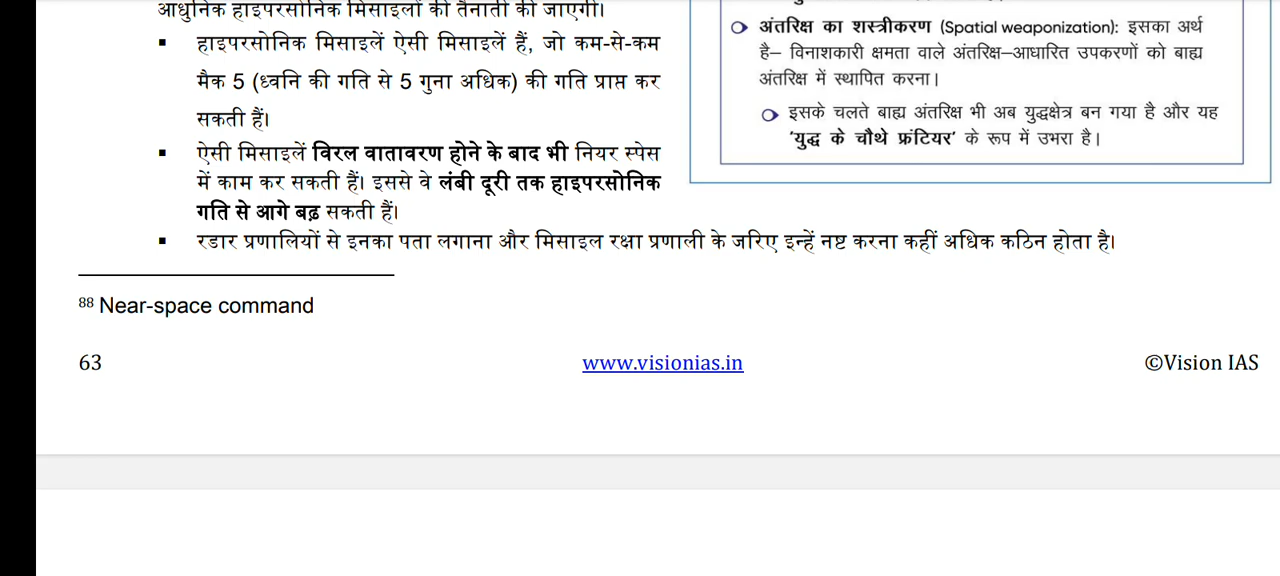 आधुनिक हाइपरसोनिक मिसाइलों की तैनाती की जाएगी।
▪ हाइपरसोनिक मिसाइलें ऐसी मिसाइलें हैं, जो कम-से-कम
मैक 5 (ध्वनि की गति से 5 गुना अधिक) की गति प्राप्त कर
सकती हैं।
▪ ऐसी मिसाइलें विरल वातावरण होने के बाद भी नियर स्पेस
में काम कर सकती हैं। इससे वे लंबी दूरी तक हाइपरसोनिक
गति से आगे बढ़ सकती हैं।
▪ रडार प्रणालियों से इनका पता लगाना और मिसाइल रक्षा प्रणाली के जरिए इन्हें नष्ट करना कहीं अधिक कठिन होता है।
अंतरिक्ष का शस्त्रीकरण (Spatial weaponization): इसका अर्थ
है– विनाशकारी क्षमता वाले अंतरिक्ष–आधारित उपकरणों को बाह्य
अंतरिक्ष में स्थापित करना।
इसके चलते बाह्य अंतरिक्ष भी अब युद्धक्षेत्र बन गया है और यह
'युद्ध के चौथे फ्रंटियर' के रूप में उभरा है।
88 Near-space command
63 www.visionias.in ©Vision IAS